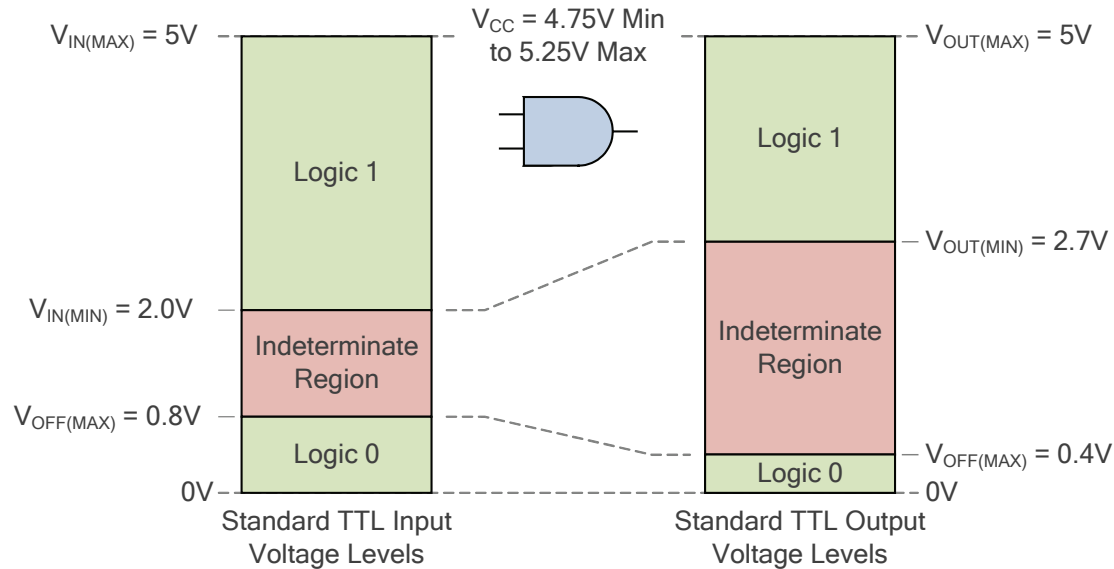 V_CC = 4.75V Min
to 5.25V Max
V_IN(MAX) = 5V
V_OUT(MAX) = 5V
Logic 1
Logic 1
V_OUT(MIN) = 2.7V
V_IN(MIN) = 2.0V
Indeterminate
Region
Indeterminate
Region
V_OFF(MAX) = 0.8V
Logic 0
V_OFF(MAX) = 0.4V
Logic 0
0V
0V
Standard TTL Input
Voltage Levels
Standard TTL Output
Voltage Levels